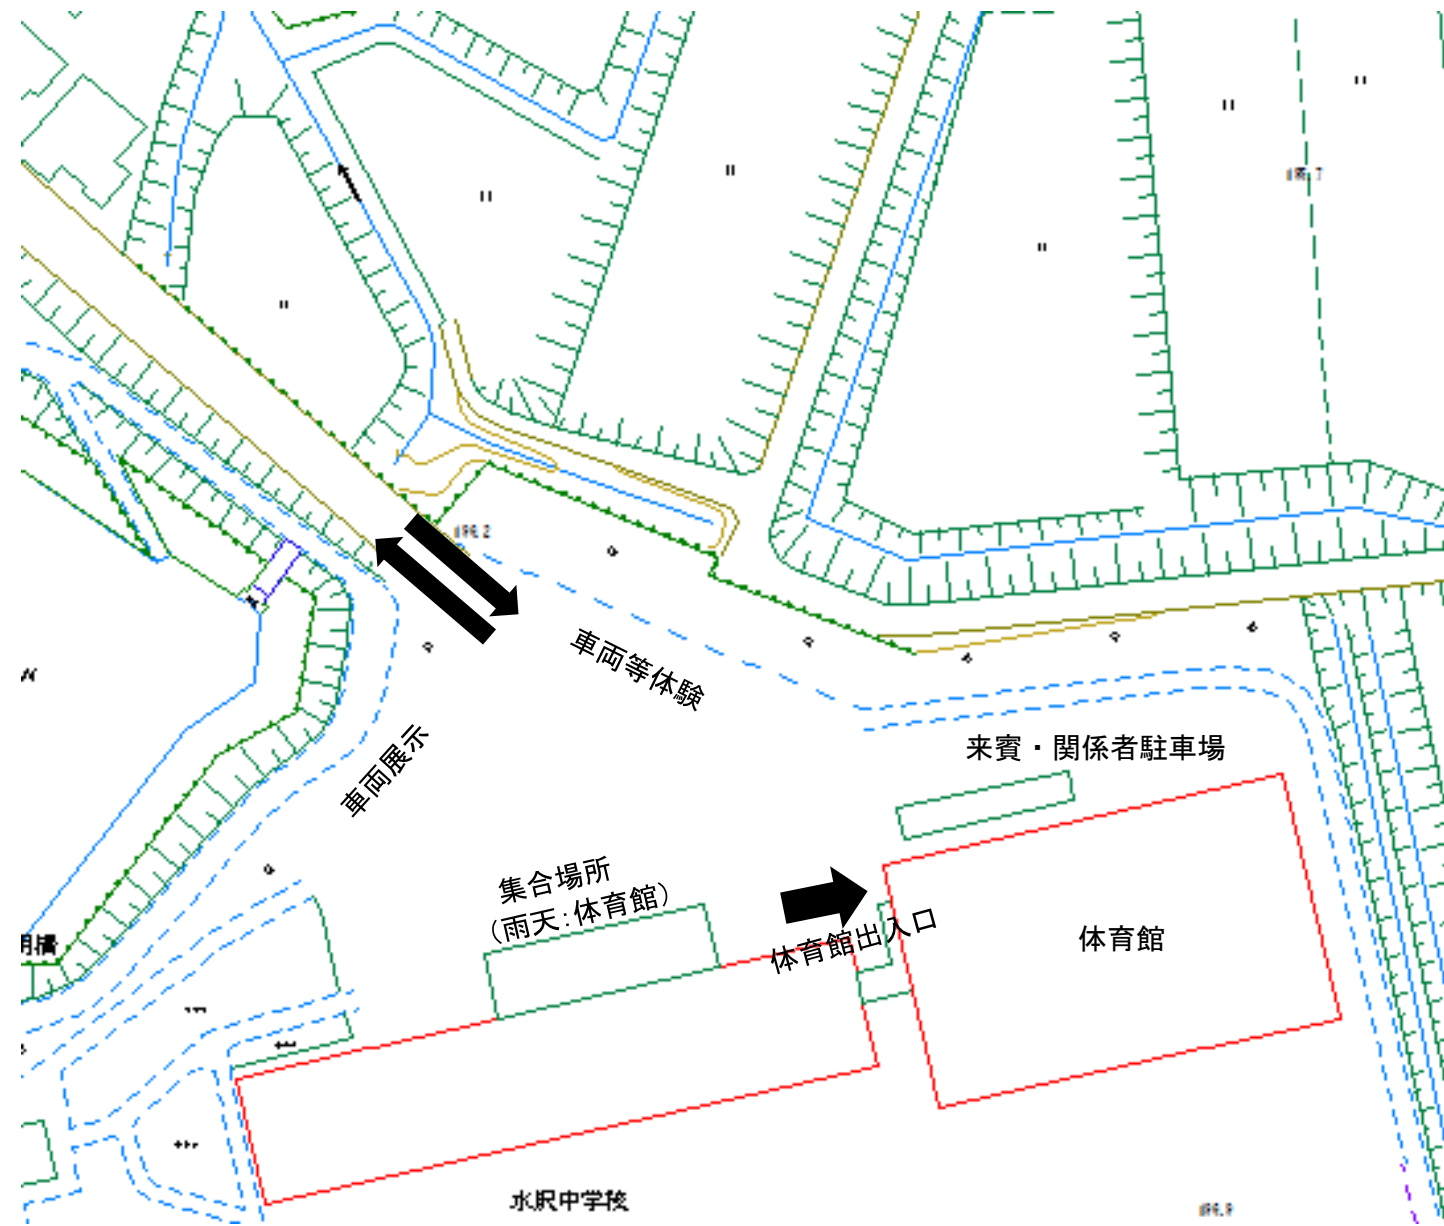 車両等体験
車両展示
来賓・関係者駐車場
集合場所
（雨天：体育館）
体育館出入口
体育館
水沢中学校